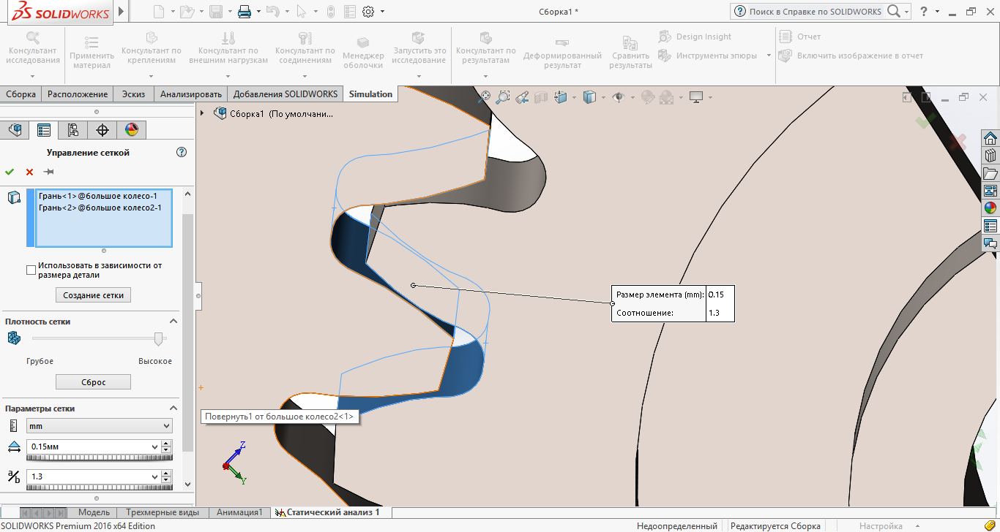 SOLIDWORKS
Сборка1 *
Поиск в Справке по SOLIDWORKS
Консультант исследования
Применить материал
Консультант по креплениям
Консультант по внешним нагрузкам
Консультант по соединениям
Менеджер оболочки
Запустить это исследование
Консультант по результатам
Деформированный результат
Сравнить результаты
Design Insight
Инструменты эпюры
Отчет
Включить изображение в отчет
Сборка
Расположение
Эскиз
Анализировать
Добавления SOLIDWORKS
Simulation
Сборка1 (По умолчани...
Управление сеткой
Грань<1>@большое колесо-1
Грань<2>@большое колесо2-1
Использовать в зависимости от
размера детали
Создание сетки
Плотность сетки
Грубое
Высокое
Сброс
Параметры сетки
mm
0.15мм
a/b
1.3
Размер элемента (mm): 0.15
Соотношение: 1.3
Повернуть1 от большое колесо2<1>
Z
Y
Модель
Трехмерные виды
Анимация1
Статический анализ 1
SOLIDWORKS Premium 2016 x64 Edition
Недоопределенный
Редактируется Сборка
Настройка